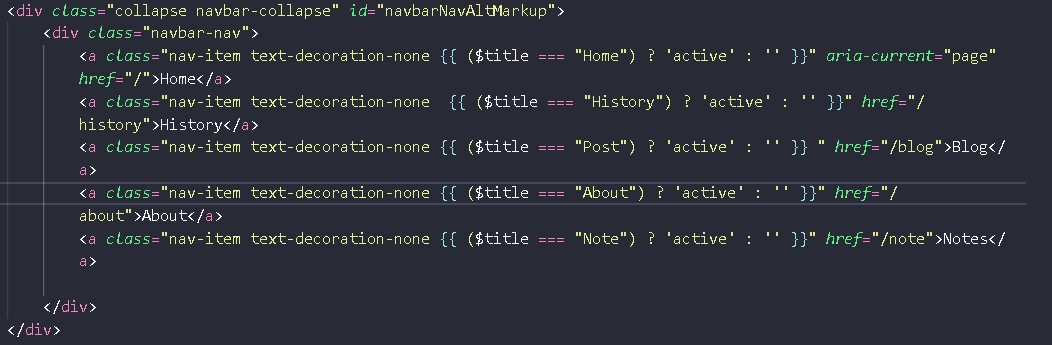 <div class="collapse navbar-collapse" id="navbarNavAltMarkup">
<div class="navbar-nav">
<a class="nav-item text-decoration-none {{ ($title === "Home") ? 'active' : '' }}" aria-current="page"
href="/">Home</a>
<a class="nav-item text-decoration-none  {{ ($title === "History") ? 'active' : '' }}" href="/
history">History</a>
<a class="nav-item text-decoration-none {{ ($title === "Post") ? 'active' : '' }} " href="/blog">Blog</
a>
<a class="nav-item text-decoration-none {{ ($title === "About") ? 'active' : '' }}" href="/
about">About</a>
<a class="nav-item text-decoration-none {{ ($title === "Note") ? 'active' : '' }}" href="/note">Notes</
a>
</div>
</div>